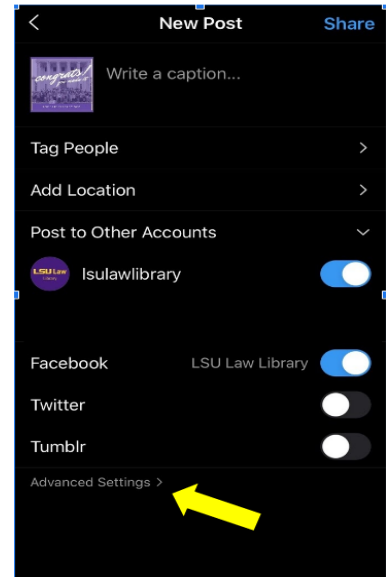 New Post
Share
congrats!
Write a caption...
Tag People
Add Location
Post to Other Accounts
LSU Law
lsulawlibrary
Facebook
LSU Law Library
Twitter
Tumblr
Advanced Settings >